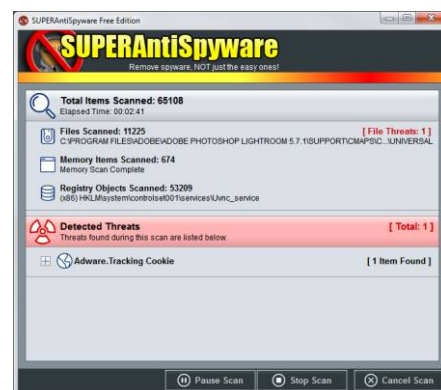 SUPERAntiSpyware Free Edition
SUPERAntiSpyware
Remove spyware, NOT just the easy ones!
Total Items Scanned: 65108
Elapsed Time: 00:02:41
Files Scanned: 11225 [ File Threats: 1 ]
C:\PROGRAM FILES\ADOBE\ADOBE PHOTOSHOP LIGHTROOM 5.7.1\SUPPORT\CMAPS\C...\UNIVERSAL
Memory Items Scanned: 674
Memory Scan Complete
Registry Objects Scanned: 53209
(x86) HKLM\system\controlset001\services\Uvnc_service
Detected Threats [ Total: 1 ]
Threats found during this scan are listed below.
Adware.Tracking Cookie [ 1 Item Found ]
Pause Scan Stop Scan Cancel Scan